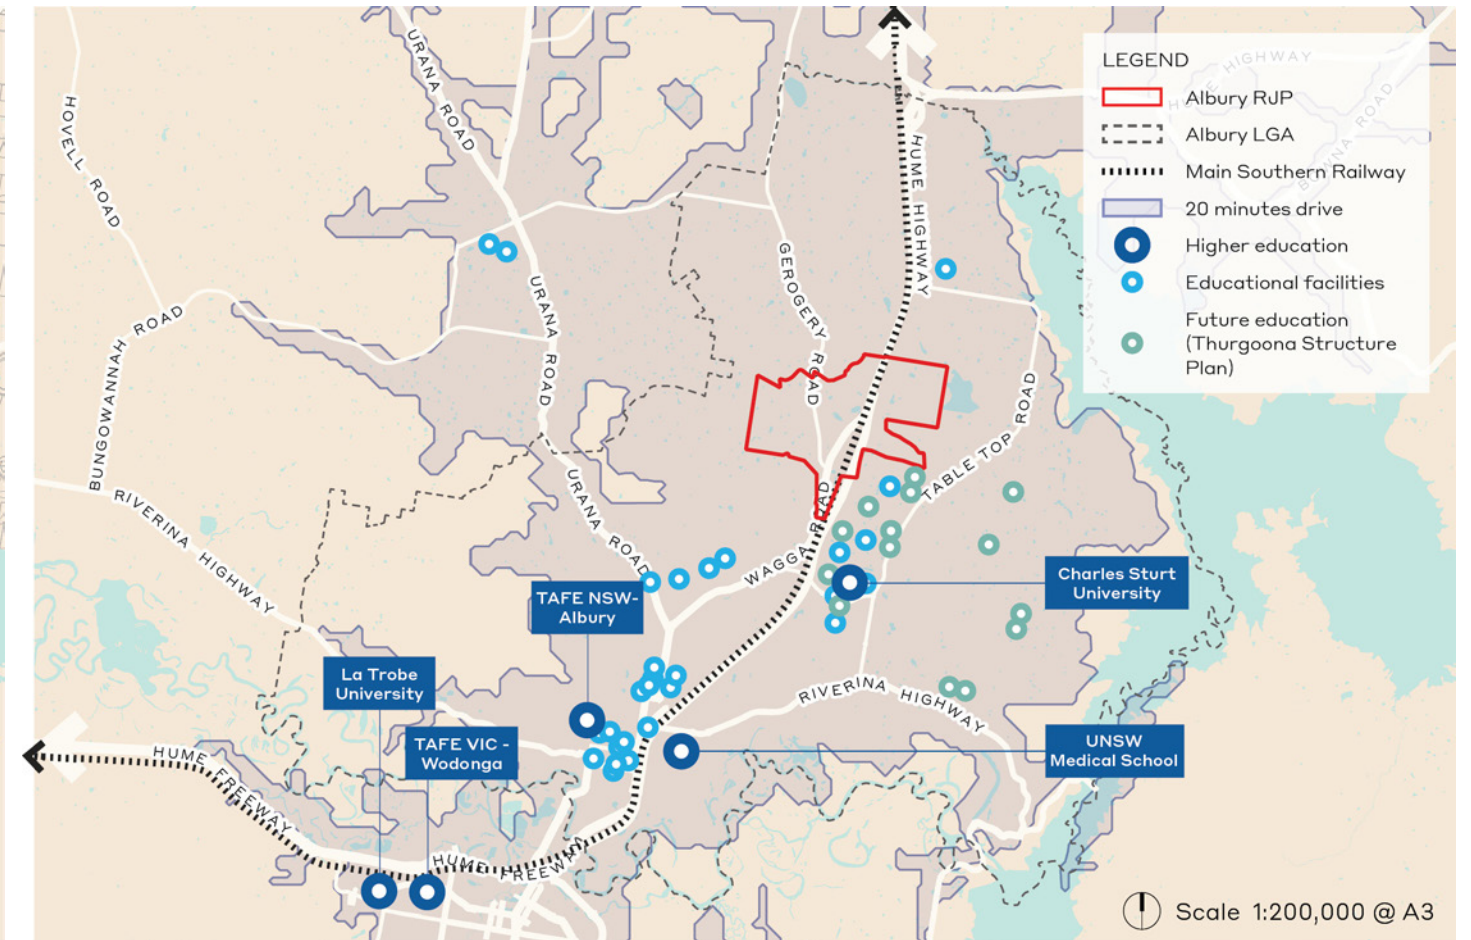 URANA ROAD
HOVELL ROAD
HUME HIGHWAY
GEROGERY ROAD
URANA ROAD
BUNGOWANNAH ROAD
RIVERINA HIGHWAY
TABLE TOP ROAD
URANA ROAD
WAGGA ROAD
RIVERINA HIGHWAY
HUME FREEWAY
HUME FREEWAY
TAFE NSW-
Albury
La Trobe
University
TAFE VIC -
Wodonga
Charles Sturt
University
UNSW
Medical School
LEGEND
Albury RJP
Albury LGA
Main Southern Railway
20 minutes drive
Higher education
Educational facilities
Future education
(Thurgoona Structure
Plan)
HIGHWAY
BOWNA ROAD
Scale 1:200,000 @ A3